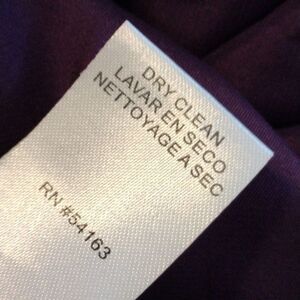 DRY CLEAN
LAVAR EN SECO
NETTOYAGE A SEC
RN #54163